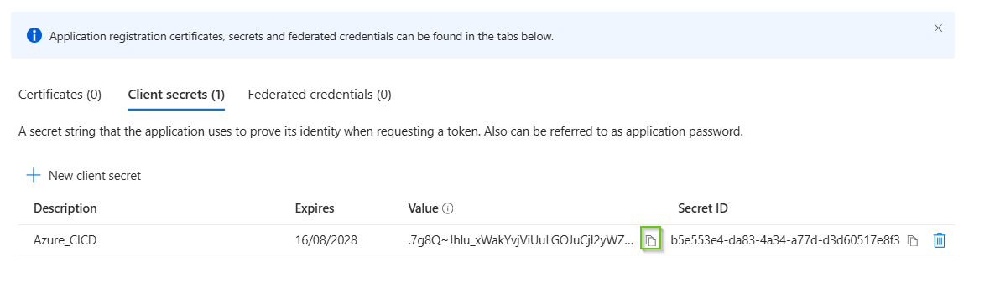 Application registration certificates, secrets and federated credentials can be found in the tabs below.
Certificates (0) Client secrets (1) Federated credentials (0)
A secret string that the application uses to prove its identity when requesting a token. Also can be referred to as application password.
New client secret
Description Expires Value Secret ID
Azure_CICD 16/08/2028 .7g8Q~JhIu_xWakYvjViUuLGOJuCjI2yWZ... b5e553e4-da83-4a34-a77d-d3d60517e8f3